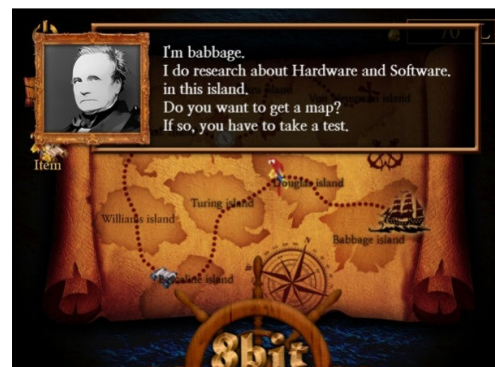 I'm babbage.
I do research about Hardware and Software.
in this island.
Do you want to get a map?
If so, you have to take a test.
Item
Douglas island
Turing island
Williams island
Babbage island
island
8bit